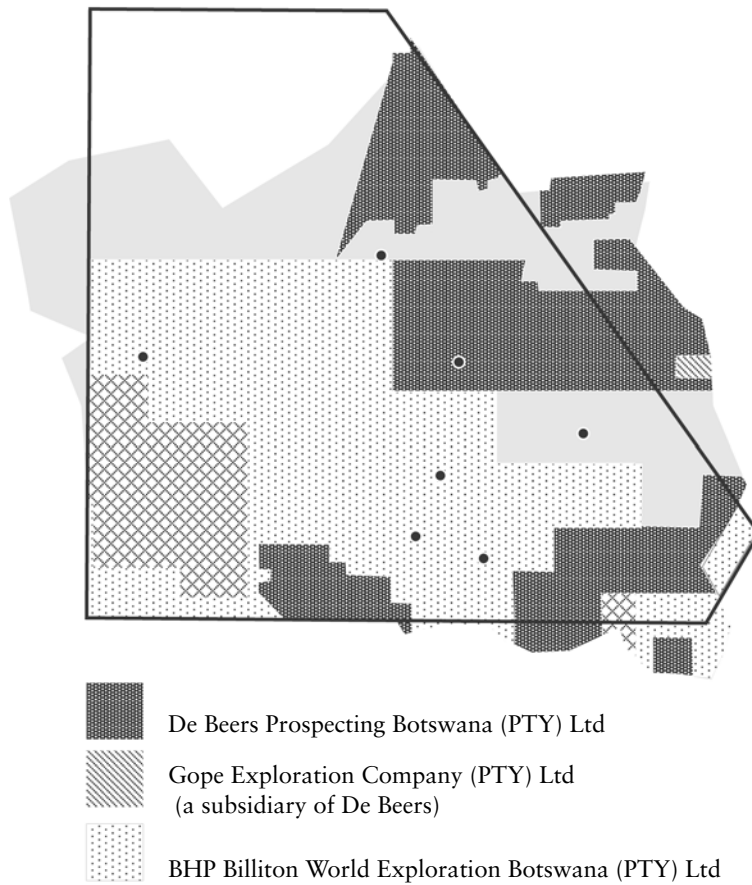 De Beers Prospecting Botswana (PTY) Ltd
Gope Exploration Company (PTY) Ltd
(a subsidiary of De Beers)
BHP Billiton World Exploration Botswana (PTY) Ltd